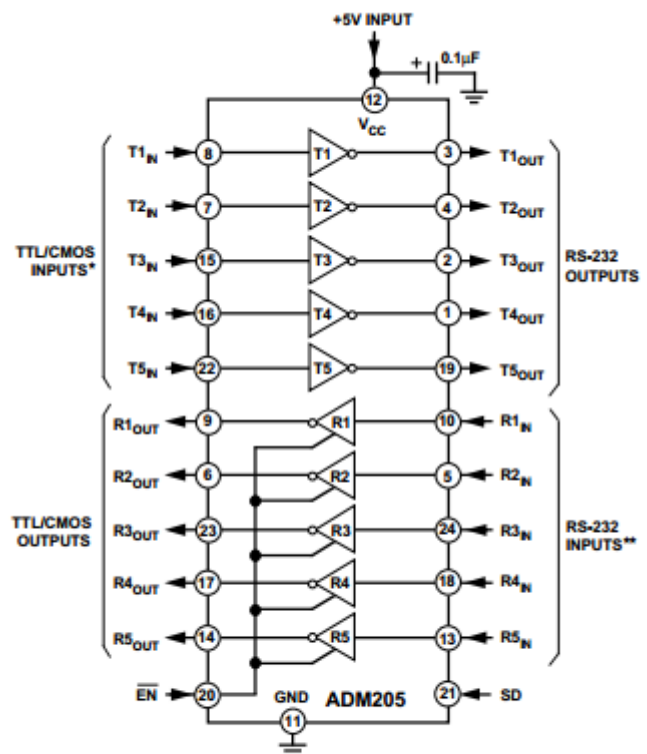 +5V INPUT
+ 0.1µF
12
VCC
T1IN 8 T1 3 T1OUT
T2IN 7 T2 4 T2OUT
TTL/CMOS
INPUTS*
T3IN 15 T3 2 T3OUT
RS-232
OUTPUTS
T4IN 16 T4 1 T4OUT
T5IN 22 T5 19 T5OUT
R1OUT 9 R1 10 R1IN
R2OUT 6 R2 5 R2IN
TTL/CMOS
OUTPUTS
R3OUT 23 R3 24 R3IN
RS-232
INPUTS**
R4OUT 17 R4 18 R4IN
R5OUT 14 R5 13 R5IN
EN 20 GND ADM205 21 SD
11